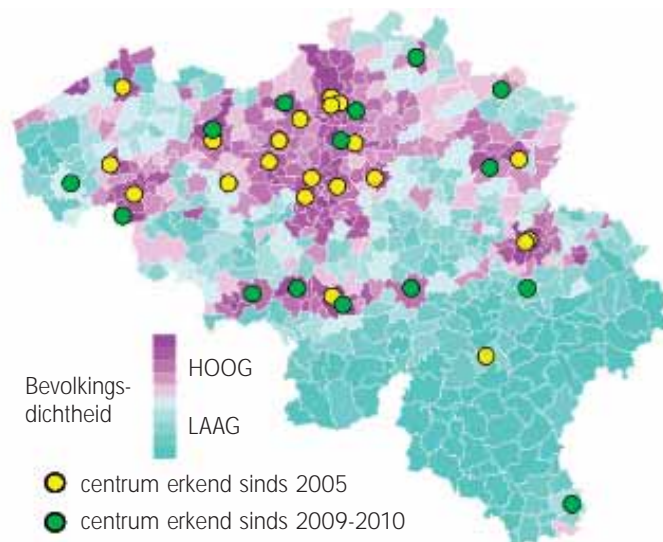 HOOG
Bevolkings-
dichtheid
LAAG
centrum erkend sinds 2005
centrum erkend sinds 2009-2010